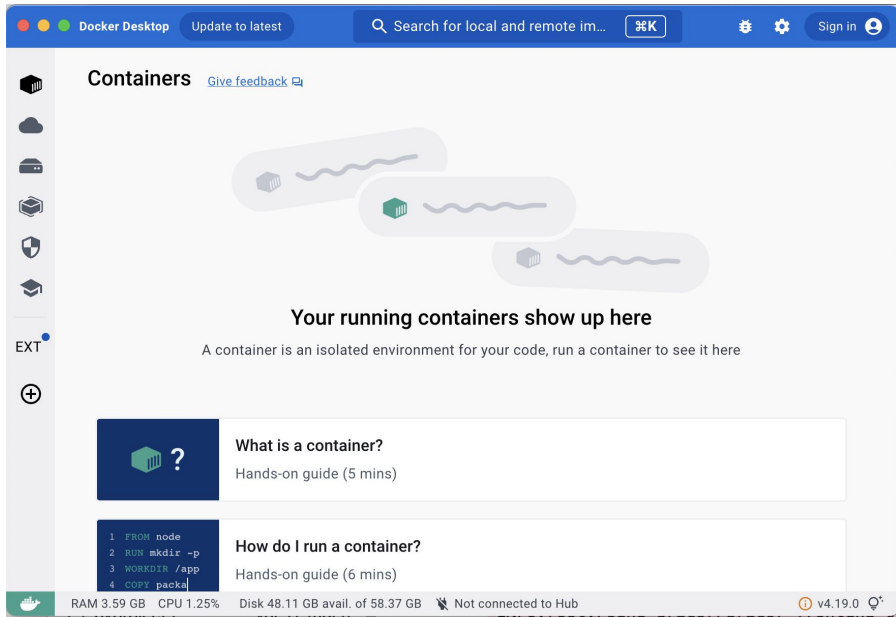 Docker Desktop
Update to latest
Search for local and remote im...
⌘K
Sign in
Containers
Give feedback
EXT
Your running containers show up here
A container is an isolated environment for your code, run a container to see it here
?
What is a container?
Hands-on guide (5 mins)
1 FROM node
2 RUN mkdir -p
3 WORKDIR /app
4 COPY packa
How do I run a container?
Hands-on guide (6 mins)
RAM 3.59 GB CPU 1.25% Disk 48.11 GB avail. of 58.37 GB Not connected to Hub v4.19.0